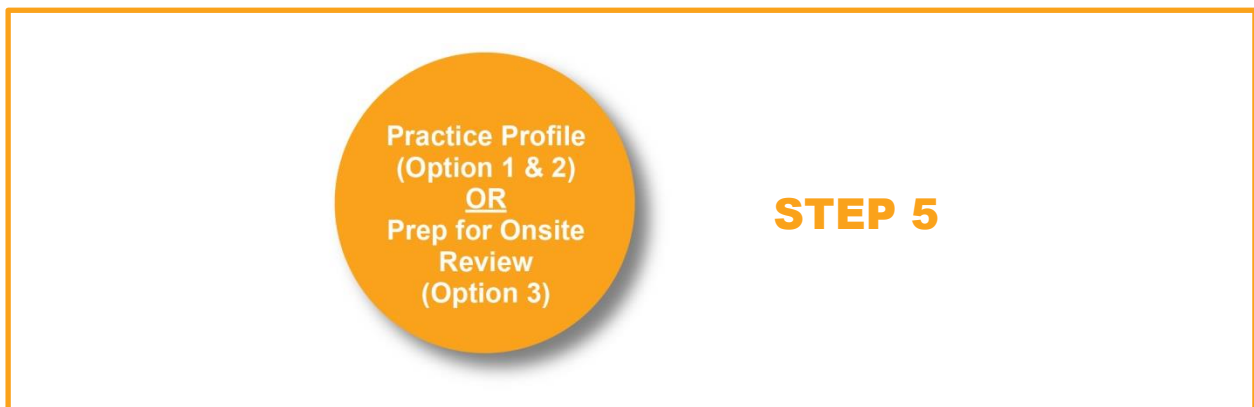 Practice Profile
(Option 1 & 2)
OR
Prep for Onsite
Review
(Option 3)
STEP 5